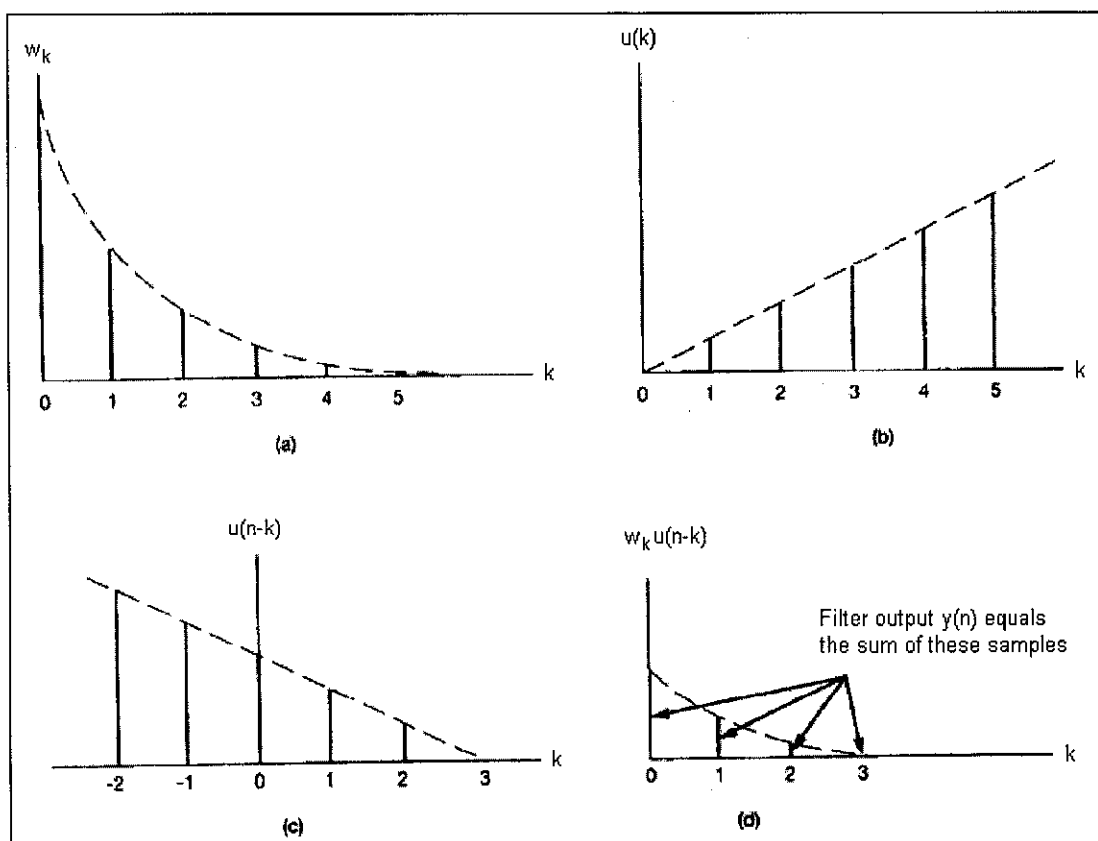 w_k
k
0 1 2 3 4 5
(a)
u(k)
k
0 1 2 3 4 5
(b)
u(n-k)
k
-2 -1 0 1 2 3
(c)
w_k u(n-k)
Filter output y(n) equals
the sum of these samples
k
0 1 2 3
(d)